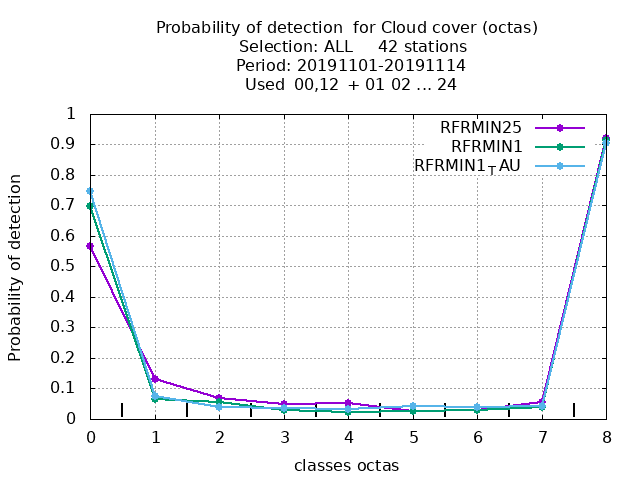 Probability of detection  for Cloud cover (octas)
Selection: ALL     42 stations
Period: 20191101-20191114
Used  00,12  + 01 02 ... 24
RFRMIN25
RFRMIN1
RFRMIN1TAU
1
0.9
0.8
0.7
0.6
0.5
0.4
0.3
0.2
0.1
0
Probability of detection
0 1 2 3 4 5 6 7 8
classes octas